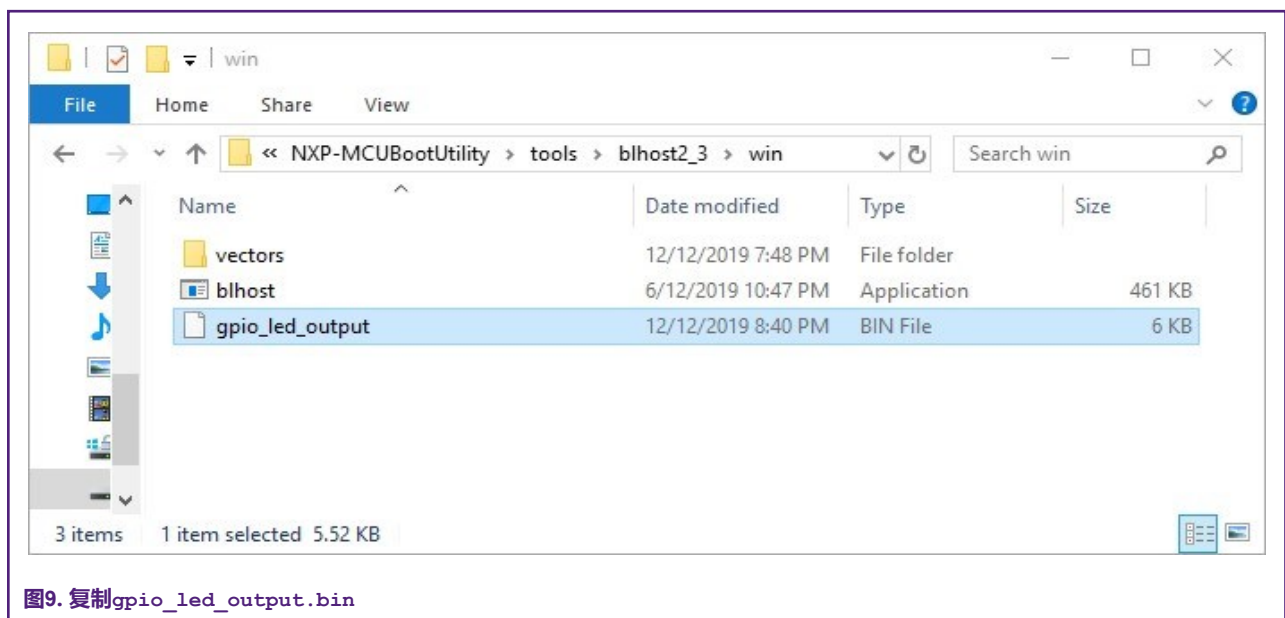 win
File Home Share View
« NXP-MCUBootUtility > tools > blhost2_3 > win
Search win
Name Date modified Type Size
vectors 12/12/2019 7:48 PM File folder
blhost 6/12/2019 10:47 PM Application 461 KB
gpio_led_output 12/12/2019 8:40 PM BIN File 6 KB
3 items 1 item selected 5.52 KB
图9. 复制gpio_led_output.bin